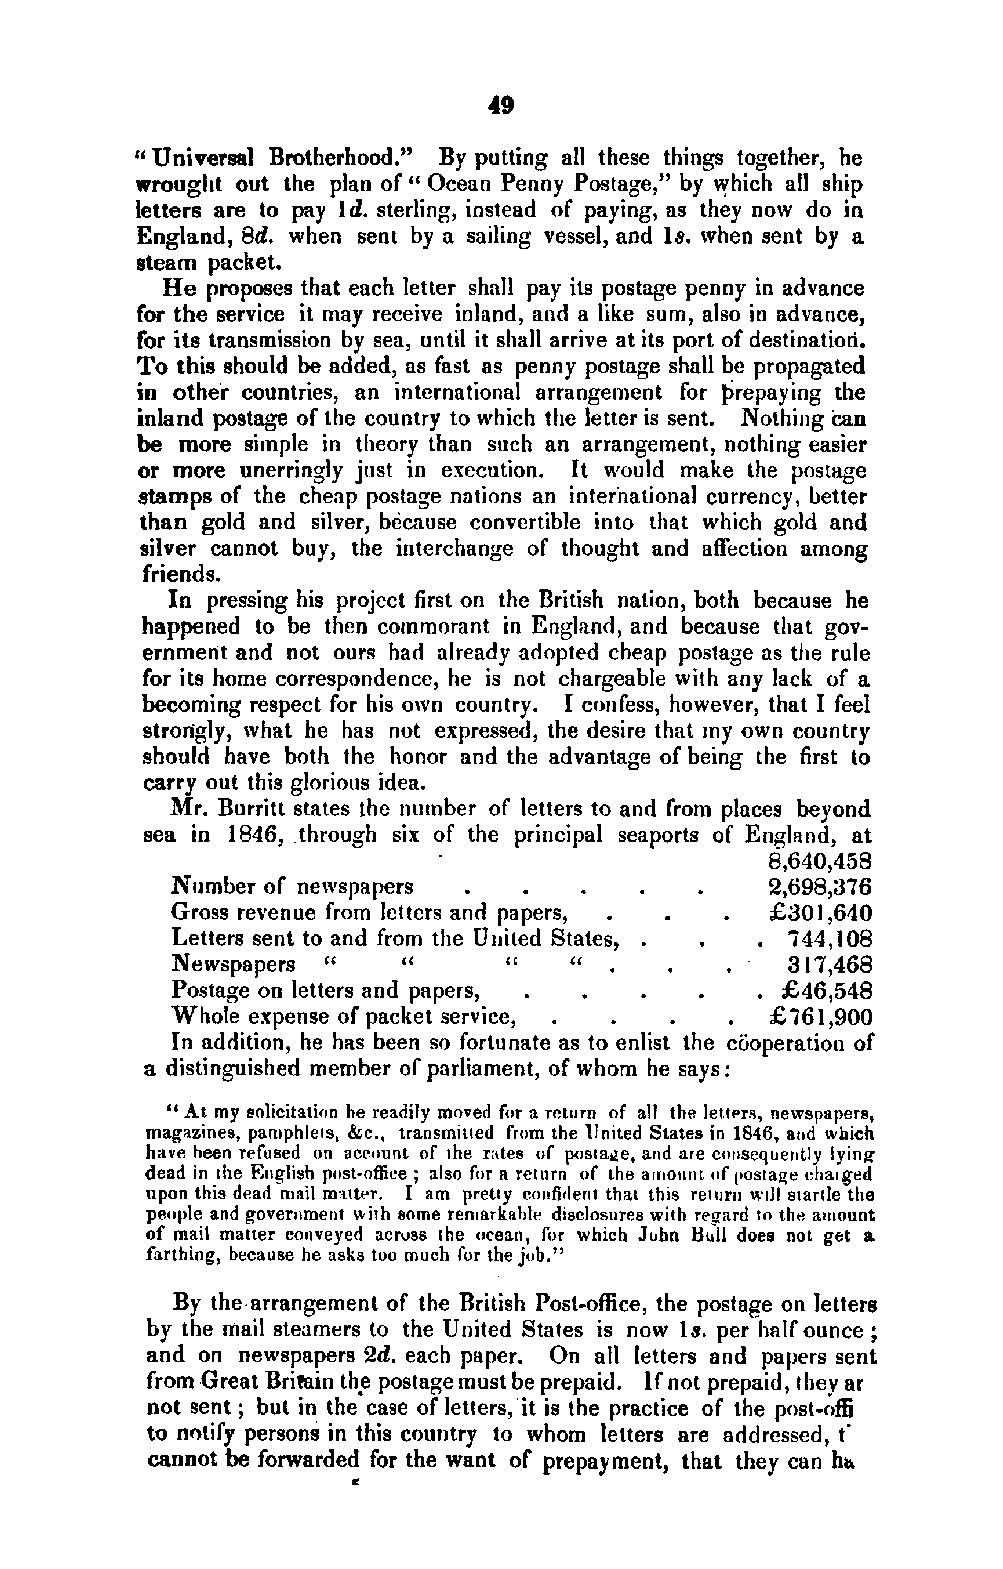 49
“Universal Brotherhood.” By putting all these things together, he
wrought out the plan of “Ocean Penny Postage,” by which all ship
letters are to pay 1d. sterling, instead of paying, as they now do in
England, 8d. when sent by a sailing vessel, and 1s. when sent by a
steam packet.
He proposes that each letter shall pay its postage penny in advance
for the service it may receive inland, and a like sum, also in advance,
for its transmission by sea, until it shall arrive at its port of destination.
To this should be added, as fast as penny postage shall be propagated
in other countries, an international arrangement for prepaying the
inland postage of the country to which the letter is sent. Nothing can
be more simple in theory than such an arrangement, nothing easier
or more unerringly just in execution. It would make the postage
stamps of the cheap postage nations an international currency, better
than gold and silver, because convertible into that which gold and
silver cannot buy, the interchange of thought and affection among
friends.
In pressing his project first on the British nation, both because he
happened to be then commorant in England, and because that gov-
ernment and not ours had already adopted cheap postage as the rule
for its home correspondence, he is not chargeable with any lack of a
becoming respect for his own country. I confess, however, that I feel
strongly, what he has not expressed, the desire that my own country
should have both the honor and the advantage of being the first to
carry out this glorious idea.
Mr. Burritt states the number of letters to and from places beyond
sea in 1846, through six of the principal seaports of England, at
8,640,458
Number of newspapers . . . . . 2,698,376
Gross revenue from letters and papers, . . . £301,640
Letters sent to and from the United States, . . . 744,108
Newspapers “ “ “ “ . . . 317,468
Postage on letters and papers, . . . . . £46,548
Whole expense of packet service, . . . . £761,900
In addition, he has been so fortunate as to enlist the coöperation of
a distinguished member of parliament, of whom he says:
“At my solicitation he readily moved for a return of all the letters, newspapers,
magazines, pamphlets, &c., transmitted from the United States in 1846, and which
have been refused on account of the rates of postage, and are consequently lying
dead in the English post-office; also for a return of the amount of postage charged
upon this dead mail matter. I am pretty confident that this return will startle the
people and government with some remarkable disclosures with regard to the amount
of mail matter conveyed across the ocean, for which John Bull does not get a
farthing, because he asks too much for the job.”
By the arrangement of the British Post-office, the postage on letters
by the mail steamers to the United States is now 1s. per half ounce;
and on newspapers 2d. each paper. On all letters and papers sent
from Great Britain the postage must be prepaid. If not prepaid, they ar
not sent; but in the case of letters, it is the practice of the post-offi
to notify persons in this country to whom letters are addressed, t
cannot be forwarded for the want of prepayment, that they can ha